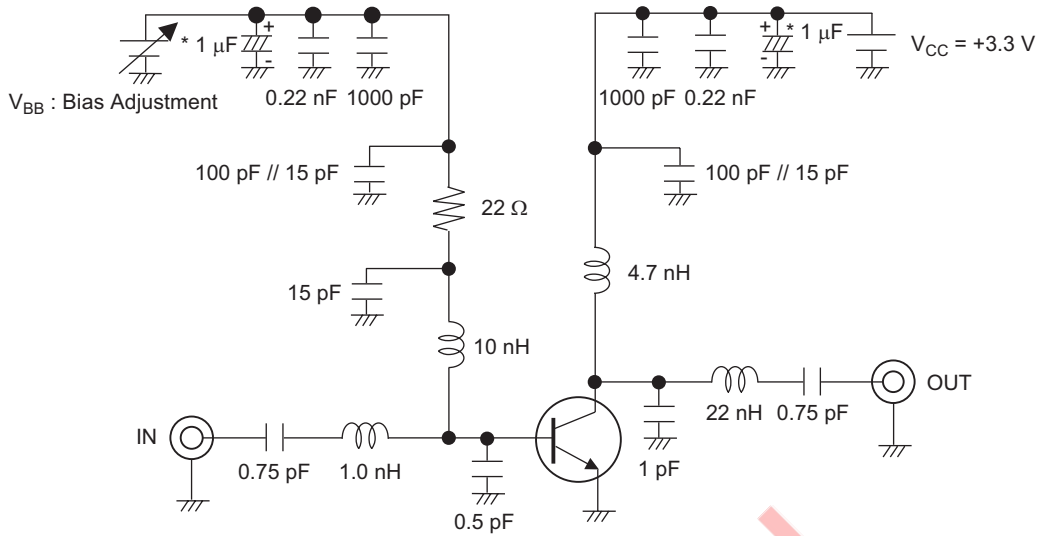 * 1 μF
+
-
0.22 nF 1000 pF
V_BB : Bias Adjustment
1000 pF 0.22 nF
+
-
* 1 μF
V_CC = +3.3 V
100 pF // 15 pF
22 Ω
15 pF
10 nH
100 pF // 15 pF
4.7 nH
IN
0.75 pF 1.0 nH
0.5 pF
1 pF
22 nH 0.75 pF
OUT